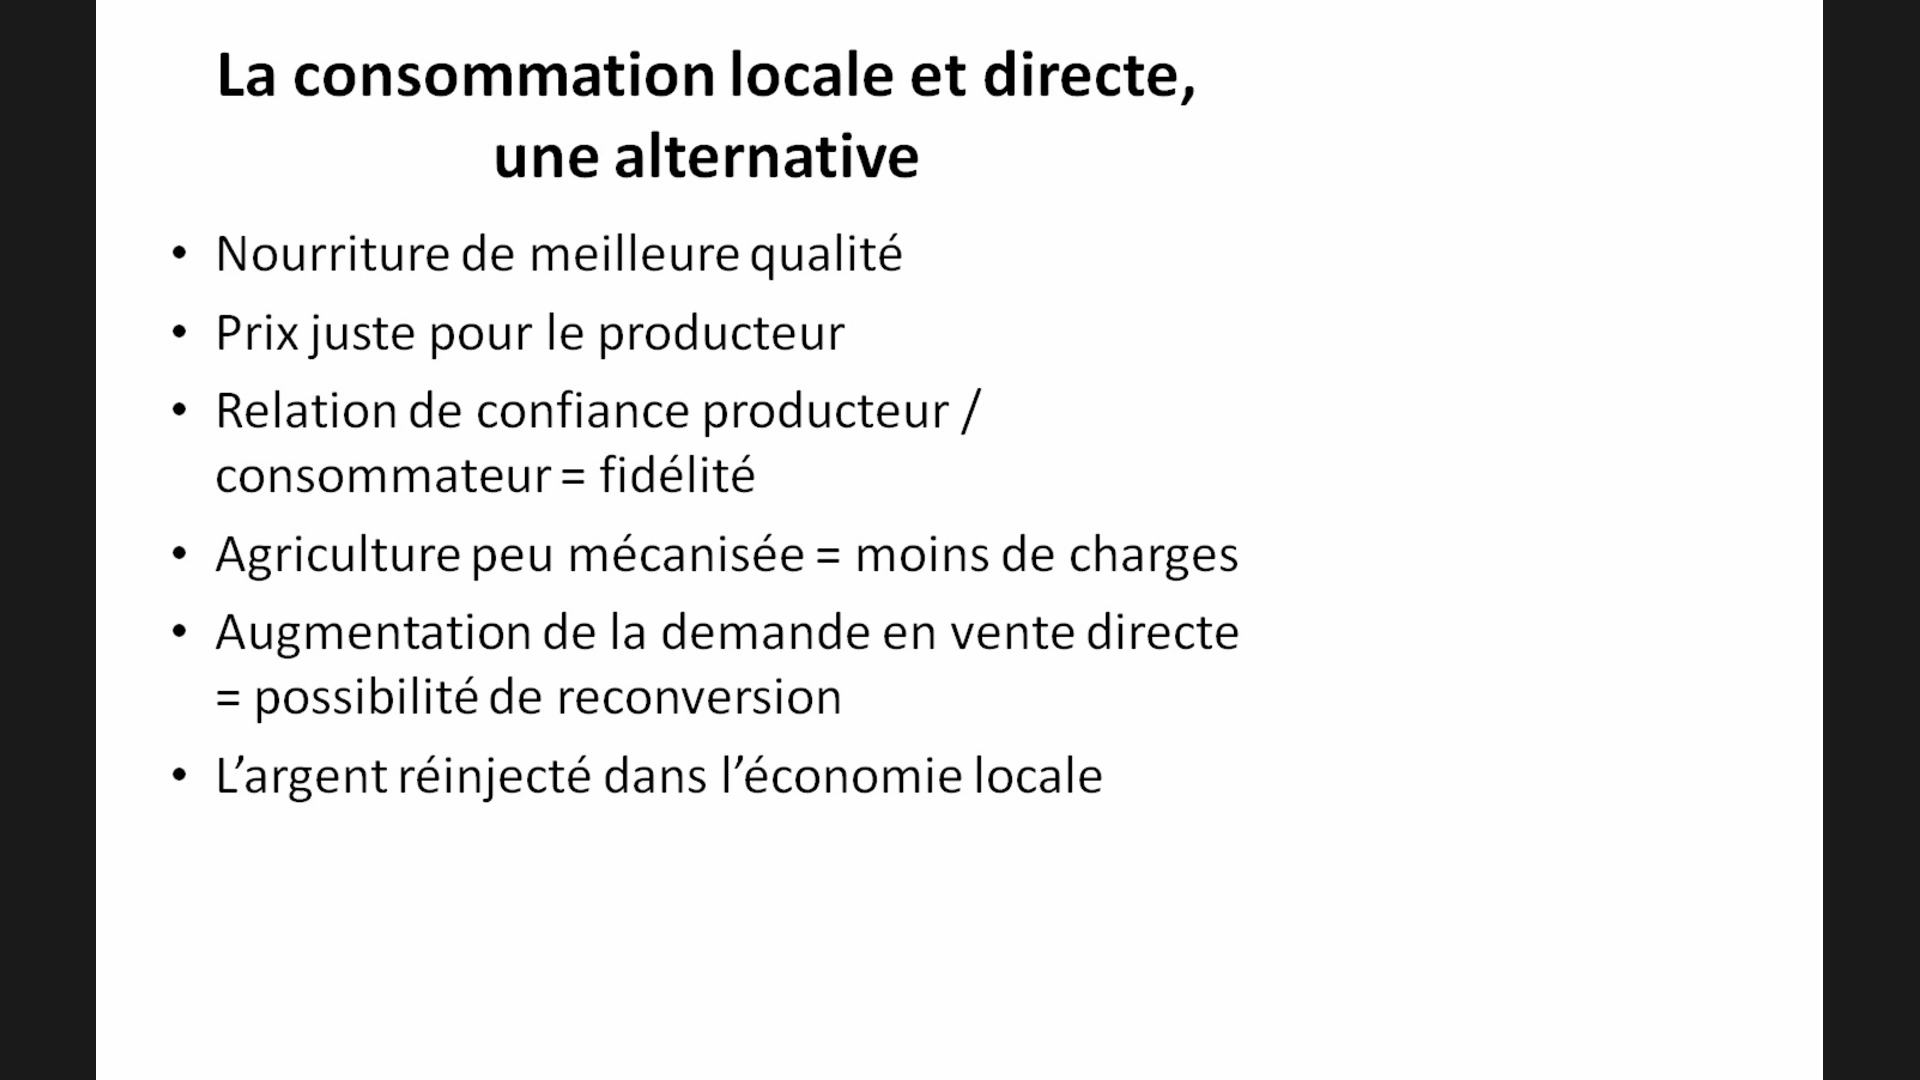 La consommation locale et directe,
une alternative
• Nourriture de meilleure qualité
• Prix juste pour le producteur
• Relation de confiance producteur /
consommateur = fidélité
• Agriculture peu mécanisée = moins de charges
• Augmentation de la demande en vente directe
= possibilité de reconversion
• L’argent réinjecté dans l’économie locale